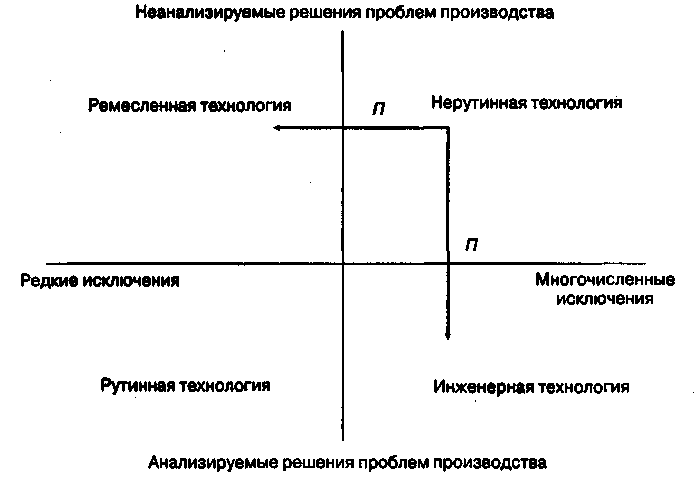 Неанализируемые решения проблем производства
Ремесленная технология
П
Нерутинная технология
П
Редкие исключения
Многочисленные
исключения
Рутинная технология
Инженерная технология
Анализируемые решения проблем производства